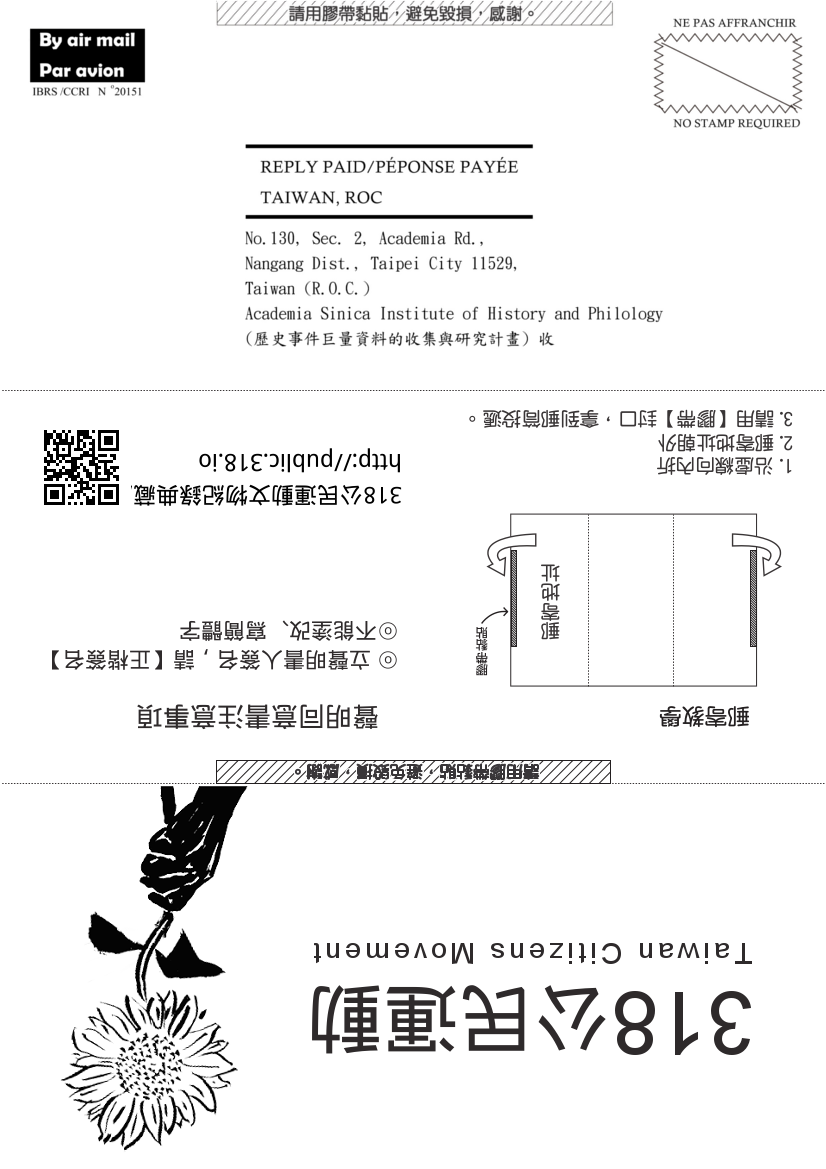 請用膠帶黏貼，避免毀損，感謝。
By air mail
Par avion
IBRS /CCRI N °20151
NE PAS AFFRANCHIR
NO STAMP REQUIRED
REPLY PAID/PÉPONSE PAYÉE
TAIWAN, ROC
No.130, Sec. 2, Academia Rd.,
Nangang Dist., Taipei City 11529,
Taiwan (R.O.C.)
Academia Sinica Institute of History and Philology
(歷史事件巨量資料的收集與研究計畫) 收
318公民運動
Taiwan Citizens Movement
請用膠帶黏貼，避免毀損，感謝。
郵寄教學
膠帶黏貼
郵寄地址
1. 沿虛線向內折
2. 郵寄地址朝外
3. 請用【膠帶】封口，拿到郵筒投遞。
聲明同意書注意事項
◎ 立聲明書人簽名，請【正楷簽名】
◎不能塗改、寫簡體字
318公民運動文物紀錄典藏
http://public.318.io